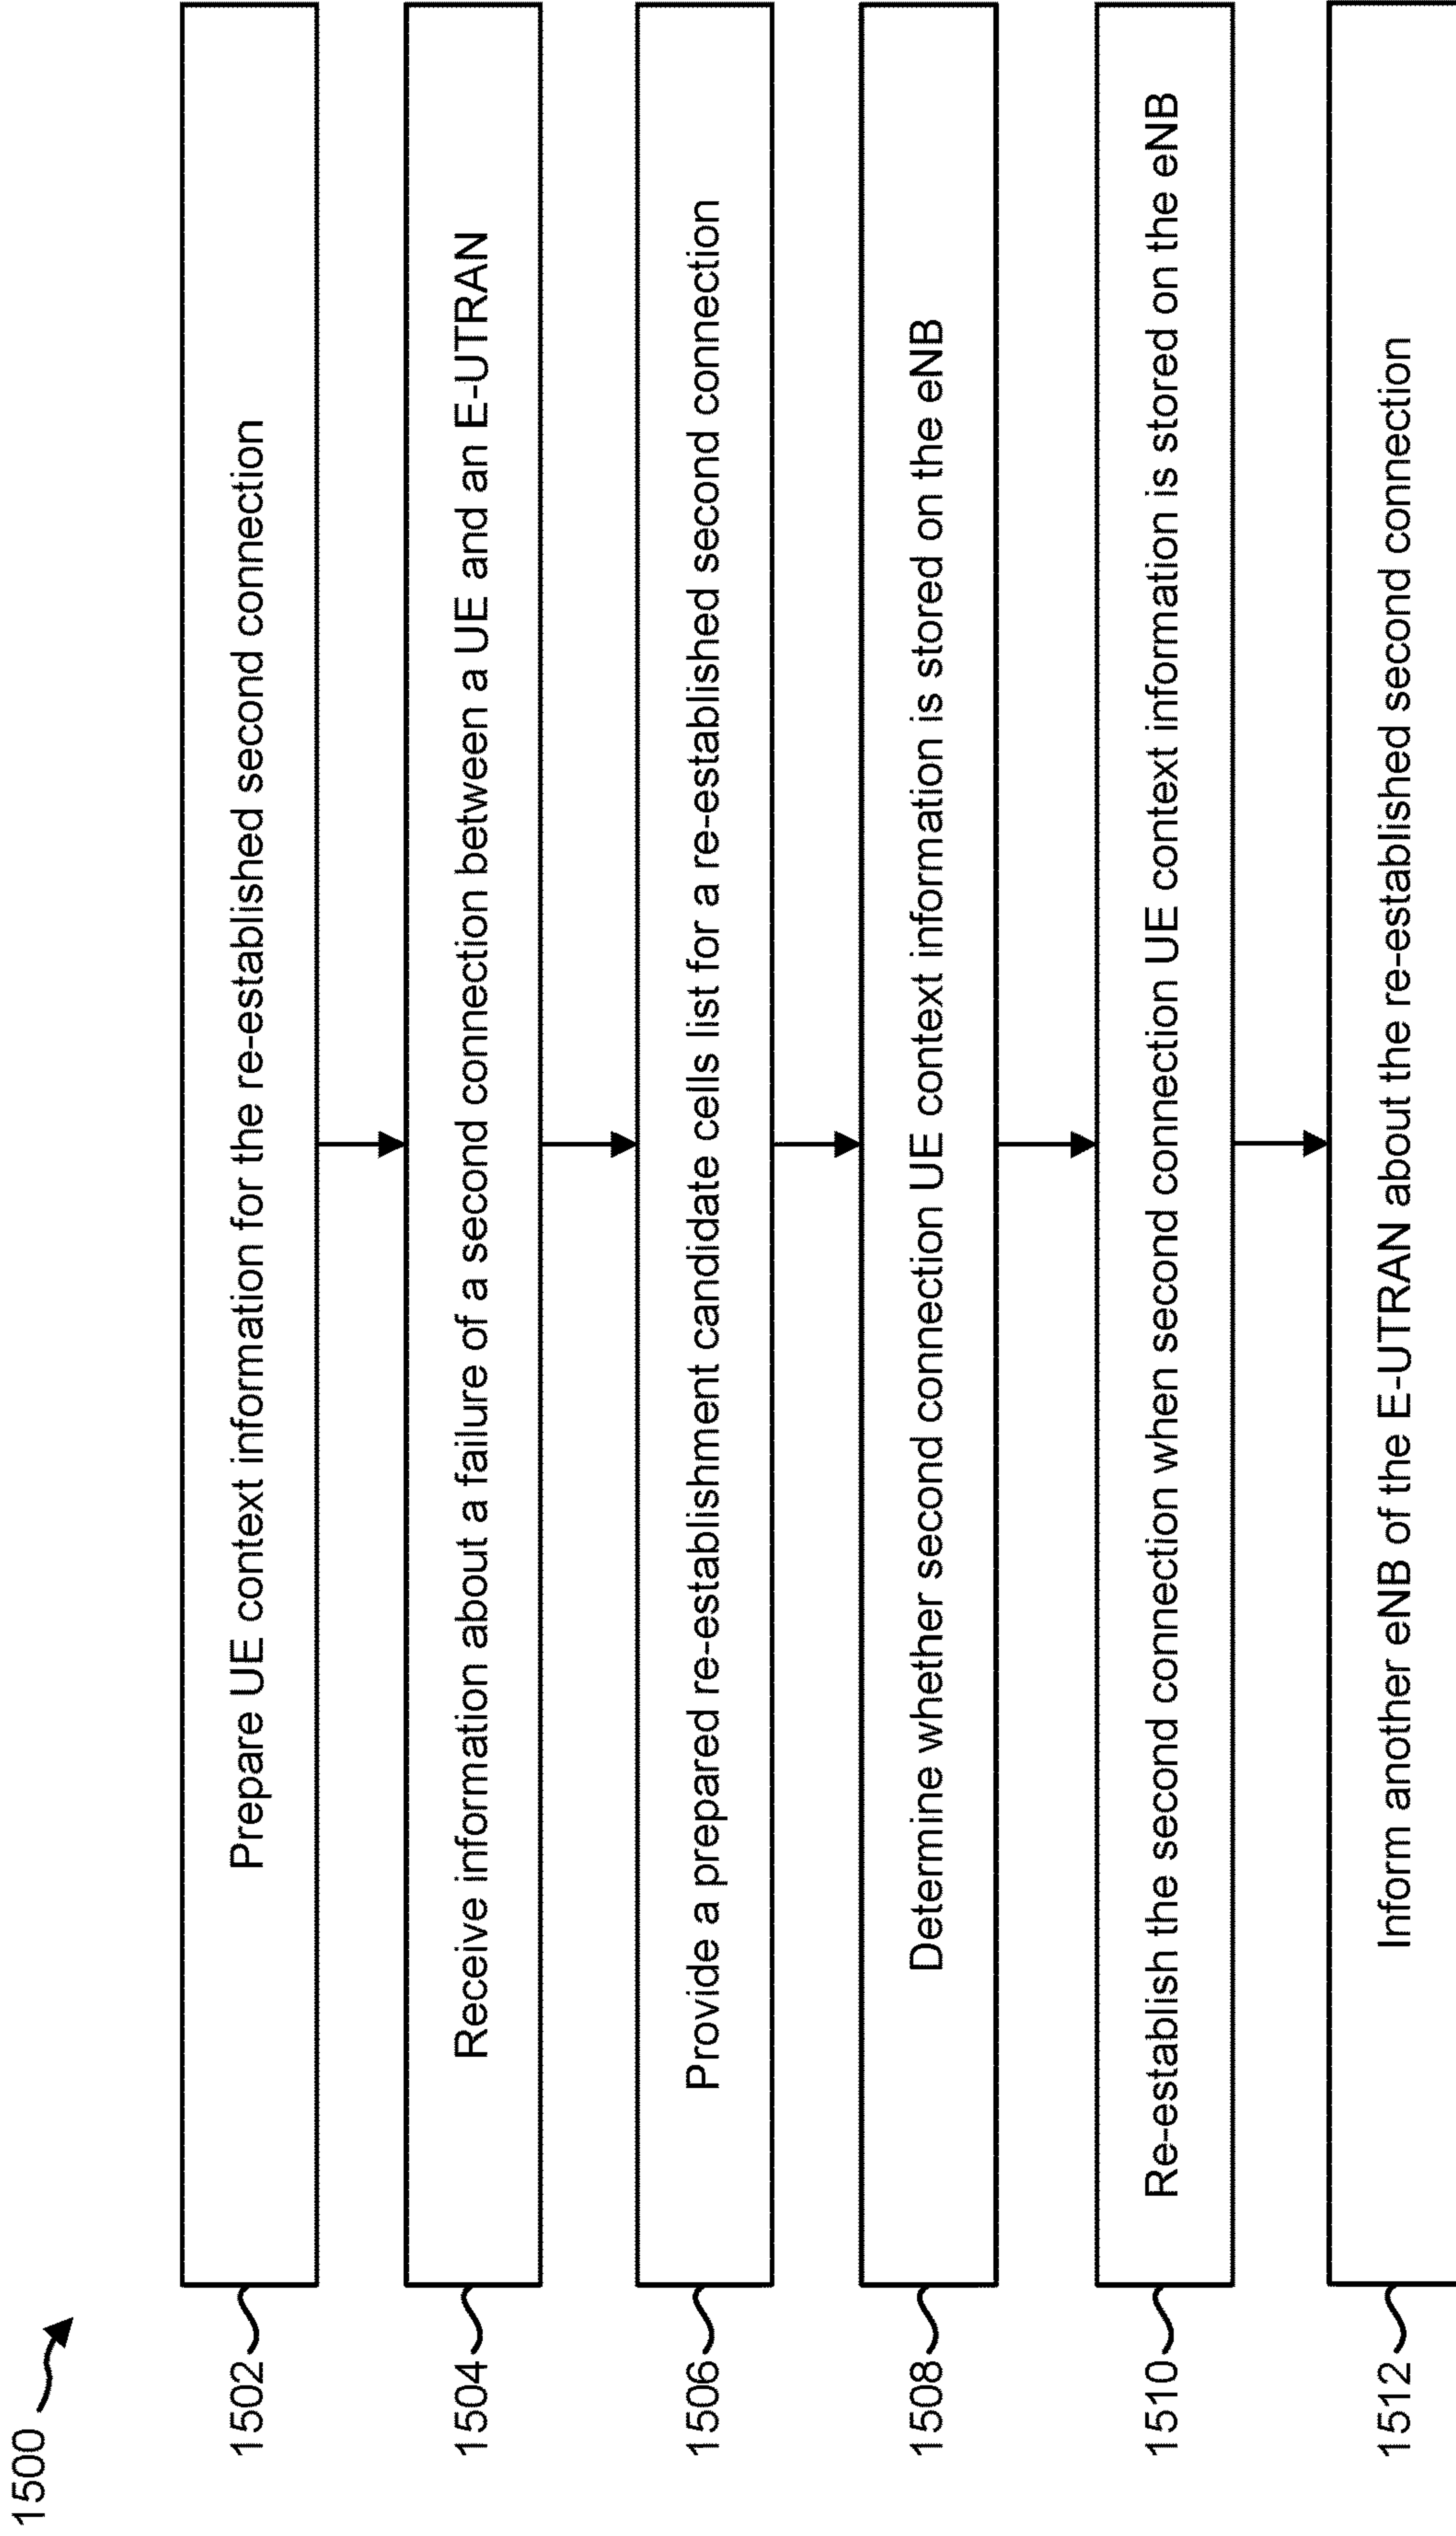 1500
1502
Prepare UE context information for the re-established second connection
1504
Receive information about a failure of a second connection between a UE and an E-UTRAN
1506
Provide a prepared re-establishment candidate cells list for a re-established second connection
1508
Determine whether second connection UE context information is stored on the eNB
1510
Re-establish the second connection when second connection UE context information is stored on the eNB
1512
Inform another eNB of the E-UTRAN about the re-established second connection